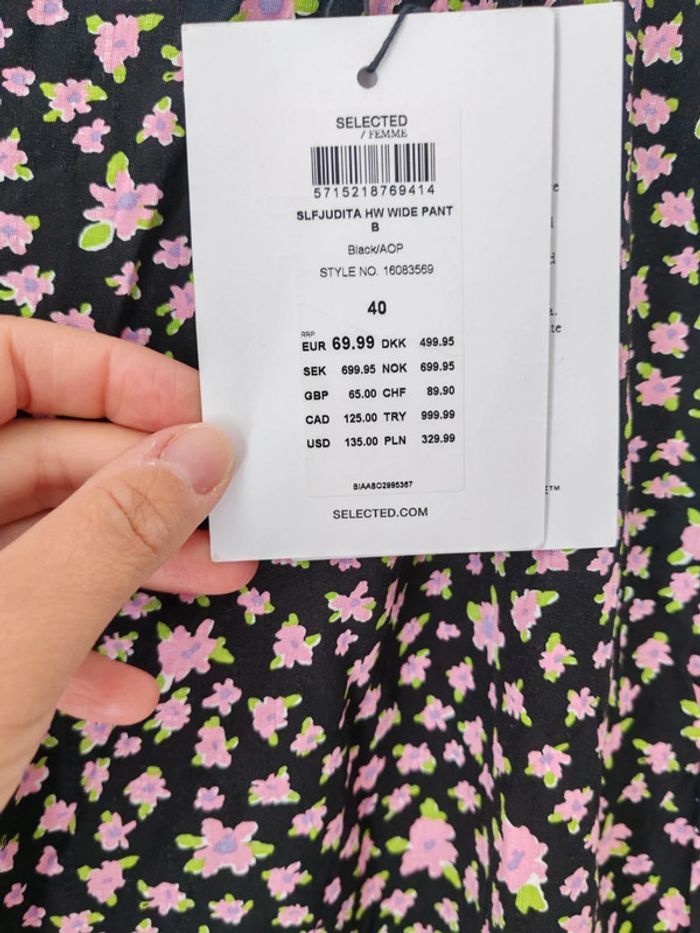 SELECTED
/ FEMME
5715218769414
SLFJUDITA HW WIDE PANT
B
Black/AOP
STYLE NO. 16083569
40
RRP
EUR 69.99 DKK 499.95
SEK 699.95 NOK 699.95
GBP 65.00 CHF 89.90
CAD 125.00 TRY 999.99
USD 135.00 PLN 329.99
SELECTED.COM